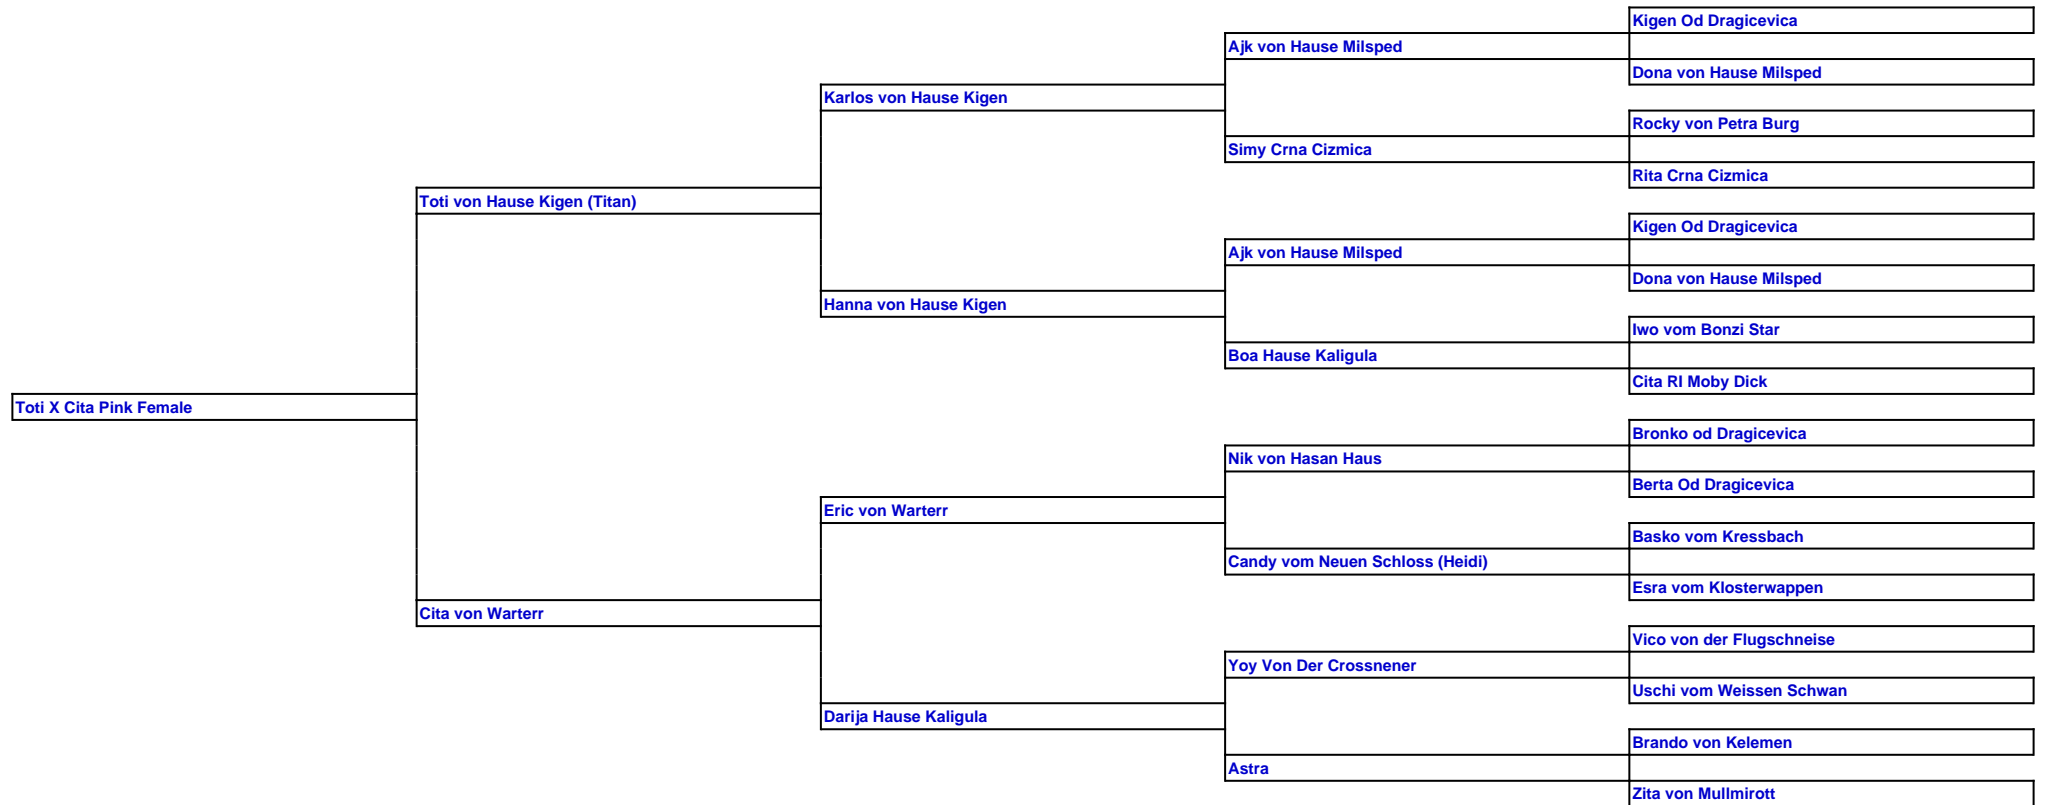 Kigen Od Dragicevica
Ajk von Hause Milsped
Dona von Hause Milsped
Karlos von Hause Kigen
Rocky von Petra Burg
Simy Crna Cizmica
Rita Crna Cizmica
Toti von Hause Kigen (Titan)
Kigen Od Dragicevica
Ajk von Hause Milsped
Dona von Hause Milsped
Hanna von Hause Kigen
Iwo vom Bonzi Star
Boa Hause Kaligula
Cita RI Moby Dick
Toti X Cita Pink Female
Bronko od Dragicevica
Nik von Hasan Haus
Berta Od Dragicevica
Eric von Warterr
Basko vom Kressbach
Candy vom Neuen Schloss (Heidi)
Esra vom Klosterwappen
Cita von Warterr
Vico von der Flugschneise
Yoy Von Der Crossnener
Uschi vom Weissen Schwan
Darija Hause Kaligula
Brando von Kelemen
Astra
Zita von Mullmirott